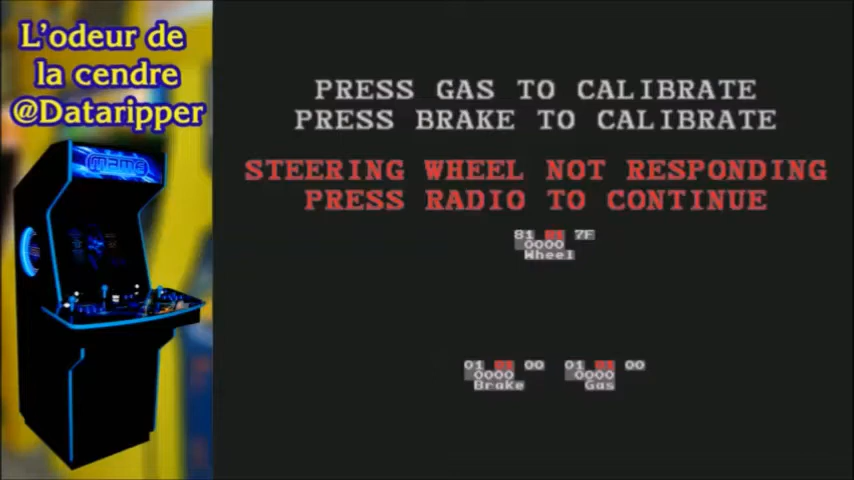 L'odeur de
la cendre
@Dataripper
MAME
PRESS GAS TO CALIBRATE
PRESS BRAKE TO CALIBRATE
STEERING WHEEL NOT RESPONDING
PRESS RADIO TO CONTINUE
81 7F
0000
Wheel
01 00 01 00
0000 0000
Brake Gas